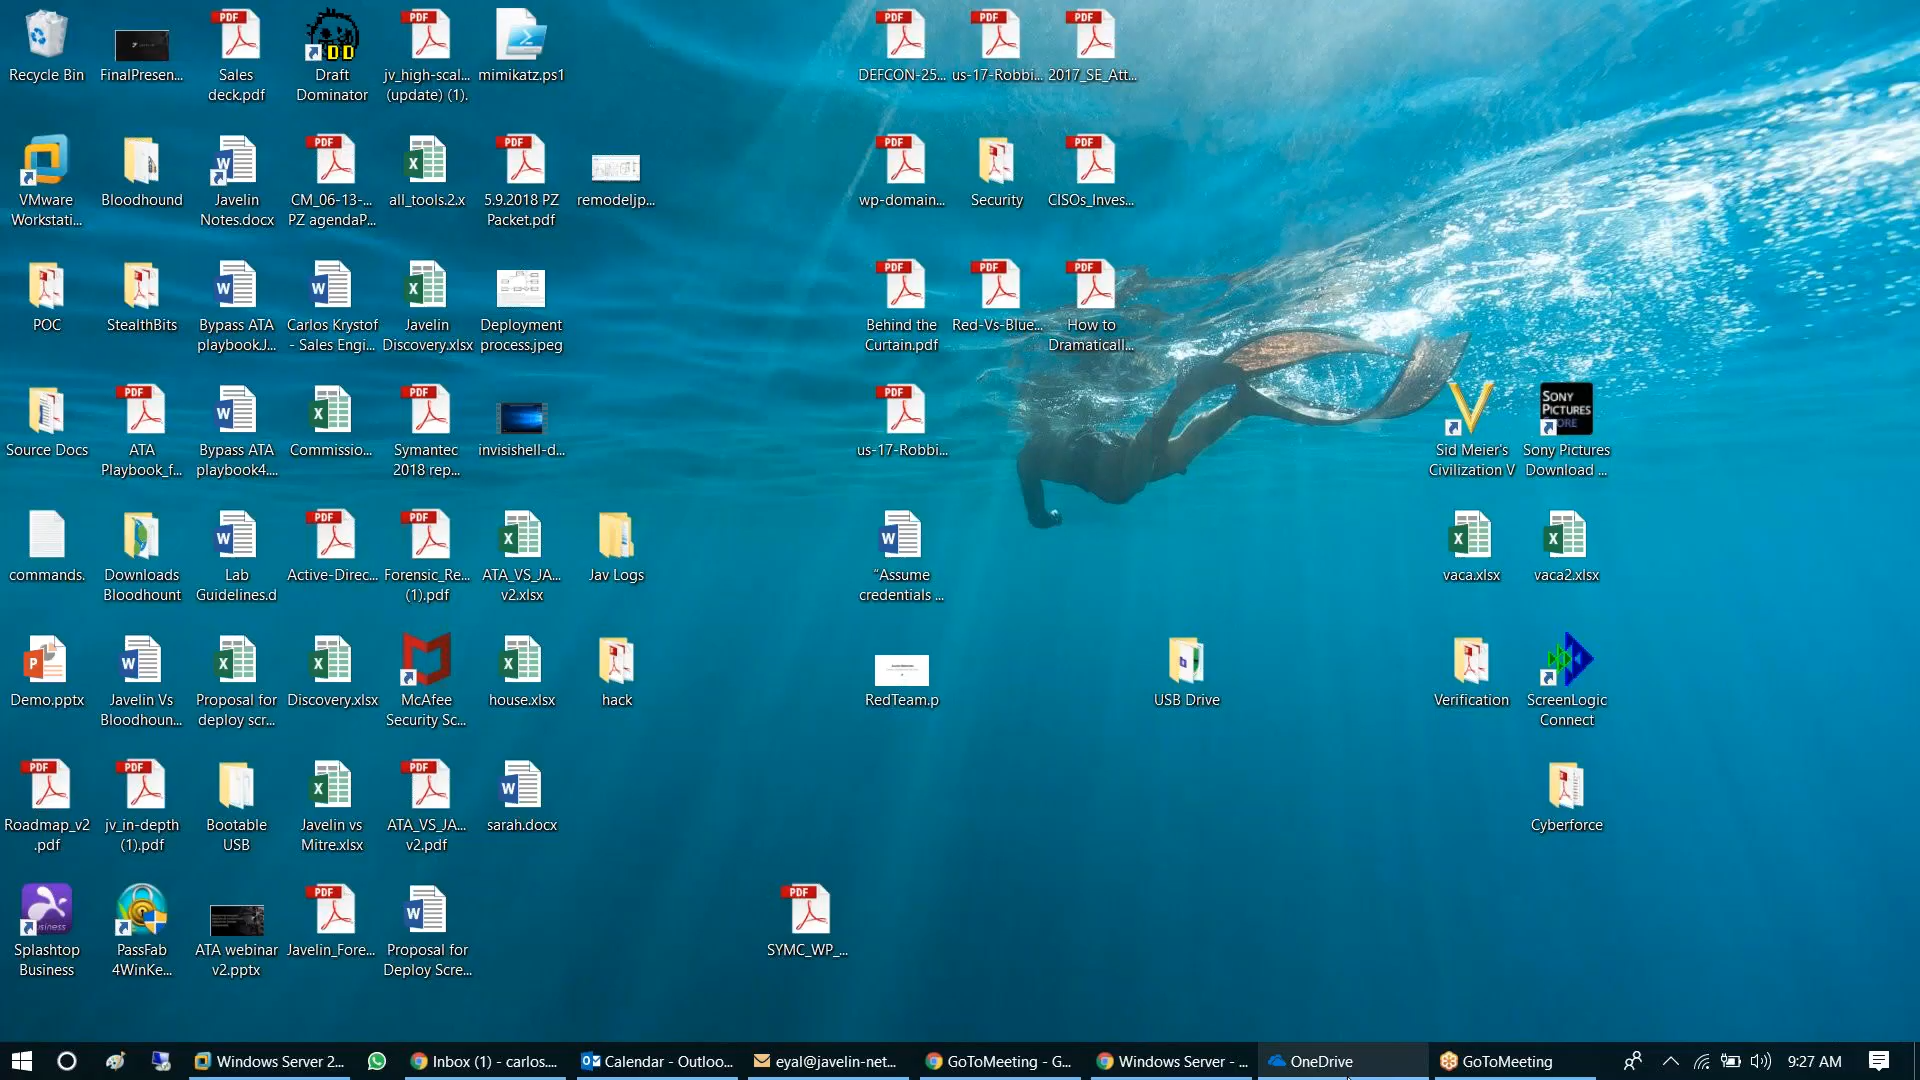 Recycle Bin
FinalPresen...
Sales
deck.pdf
Draft
Dominator
jv_high-scal...
(update) (1).
mimikatz.ps1
DEFCON-25...
us-17-Robbi...
2017_SE_Att...
VMware
Workstati...
Bloodhound
Javelin
Notes.docx
CM_06-13-...
PZ agendaP...
all_tools.2.x
5.9.2018 PZ
Packet.pdf
remodeljp...
wp-domain...
Security
CISOs_Inves...
POC
StealthBits
Bypass ATA
playbookJ...
Carlos Krystof
- Sales Engi...
Javelin
Discovery.xlsx
Deployment
process.jpeg
Behind the
Curtain.pdf
Red-Vs-Blue...
How to
Dramaticall...
Source Docs
ATA
Playbook_f...
Bypass ATA
playbook4....
Commissio...
Symantec
2018 rep...
invisishell-d...
us-17-Robbi...
Sid Meier's
Civilization V
Sony Pictures
Download ...
commands.
Downloads
Bloodhount
Lab
Guidelines.d
Active-Direc...
Forensic_Re...
(1).pdf
ATA_VS_JA...
v2.xlsx
Jav Logs
“Assume
credentials ...
vaca.xlsx
vaca2.xlsx
Demo.pptx
Javelin Vs
Bloodhoun...
Proposal for
deploy scr...
Discovery.xlsx
McAfee
Security Sc...
house.xlsx
hack
RedTeam.p
USB Drive
Verification
ScreenLogic
Connect
Roadmap_v2
.pdf
jv_in-depth
(1).pdf
Bootable
USB
Javelin vs
Mitre.xlsx
ATA_VS_JA...
v2.pdf
sarah.docx
Cyberforce
Splashtop
Business
PassFab
4WinKe...
ATA webinar
v2.pptx
Javelin_Fore...
Proposal for
Deploy Scre...
SYMC_WP_...
Windows Server 2...
Inbox (1) - carlos....
Calendar - Outloo...
eyal@javelin-net...
GoToMeeting - G...
Windows Server - ...
OneDrive
GoToMeeting
9:27 AM